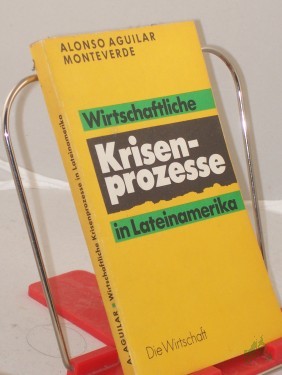 ALONSO AGUILAR
MONTEVERDE
Wirtschaftliche
Krisen-
prozesse
in Lateinamerika
Die Wirtschaft
A. AGUILAR • Wirtschaftliche Krisenprozesse in Lateinamerika